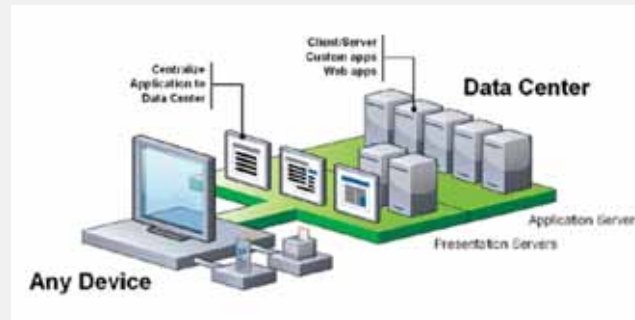 Client/Server
Custom apps
Web apps
Centralize
Application to
Data Center
Data Center
Application Server
Presentation Servers
Any Device